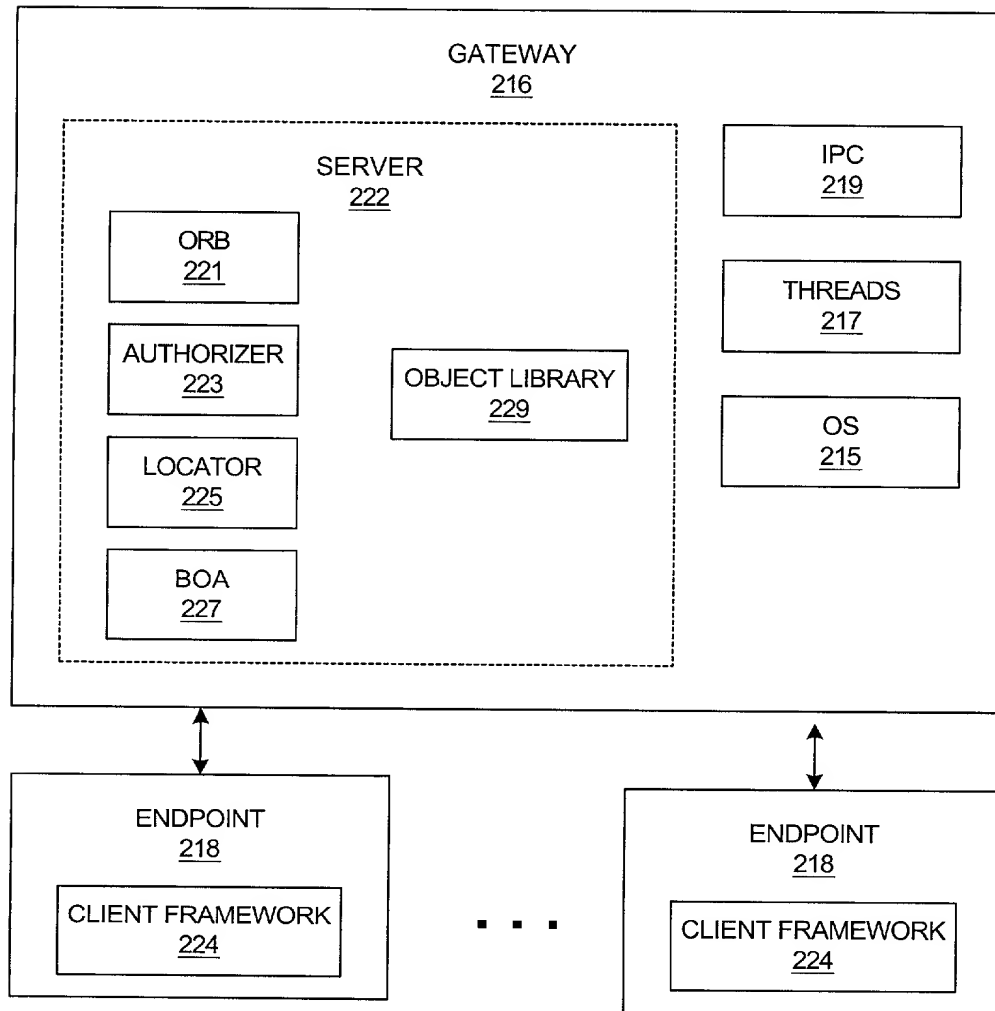 GATEWAY
216
SERVER
222
ORB
221
AUTHORIZER
223
LOCATOR
225
BOA
227
OBJECT LIBRARY
229
IPC
219
THREADS
217
OS
215
ENDPOINT
218
CLIENT FRAMEWORK
224
. . .
ENDPOINT
218
CLIENT FRAMEWORK
224